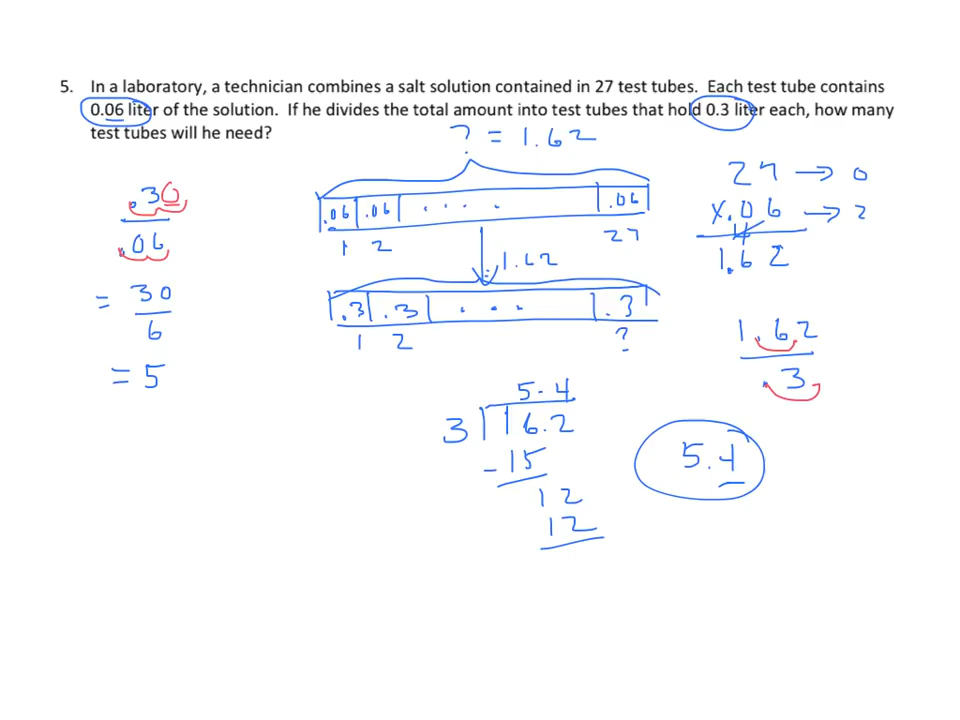 5. In a laboratory, a technician combines a salt solution contained in 27 test tubes. Each test tube contains
0.06 liter of the solution. If he divides the total amount into test tubes that hold 0.3 liter each, how many
test tubes will he need?
? = 1.62
.30
.06
= 30
6
= 5
.06 .06 . . . . .06
1 2 27
1.62
.3 .3 . . . .3
1 2 ?
27 → 0
x.06 → 2
4
1.62
1.62
.3
5.4
3 16.2
-15
12
12
5.4